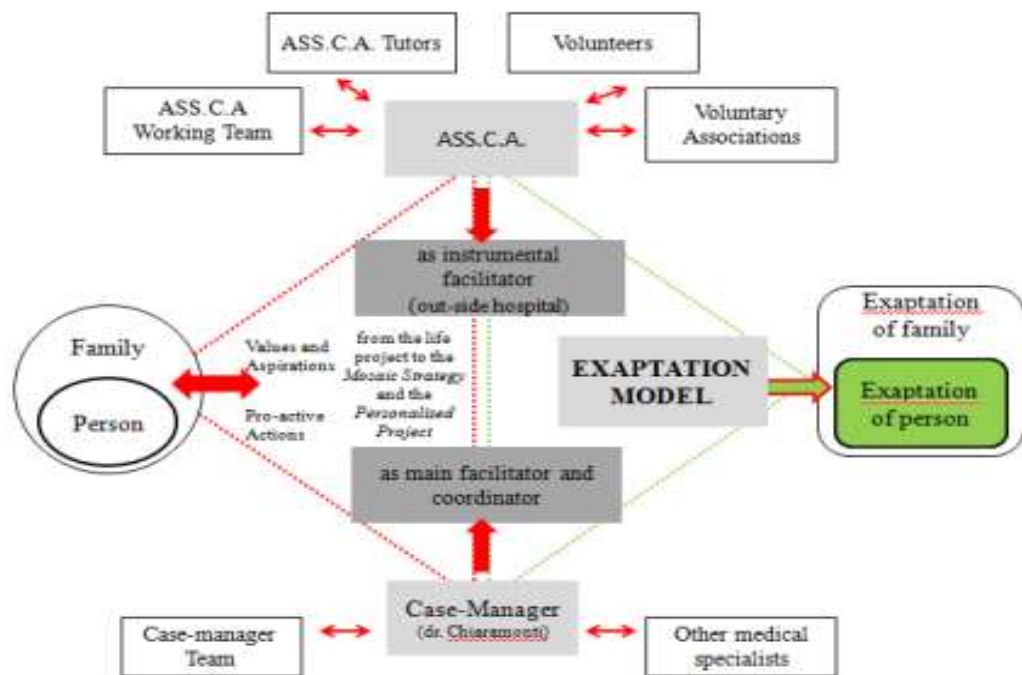 ASS.C.A. Tutors
Volunteers
ASS.C.A
Working Team
ASS.C.A.
Voluntary
Associations
as instrumental
facilitator
(out-side hospital)
Family
Person
Values and
Aspirations
Pro-active
Actions
from the life
project to the
Mosaic Strategy
and the
Personalised
Project
EXAPTATION
MODEL
Exaptation
of family
Exaptation
of person
as main facilitator and
coordinator
Case-Manager
(dr. Chiaramonti)
Case-manager
Team
Other medical
specialists